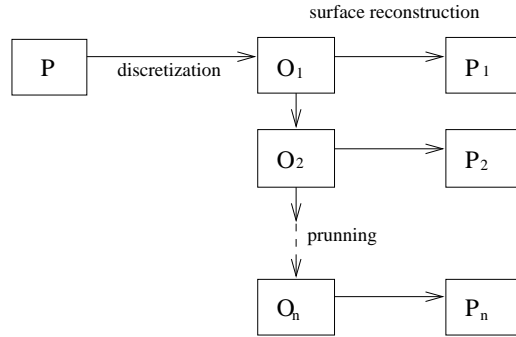 surface reconstruction
P
discretization
O1
P1
O2
P2
prunning
On
Pn